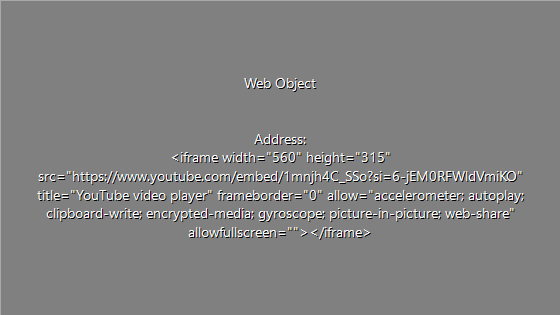 Web Object
Address:
<iframe width="560" height="315"
src="https://www.youtube.com/embed/1mnjh4C_SSo?si=6-jEM0RFWldVmiKO"
title="YouTube video player" frameborder="0" allow="accelerometer; autoplay;
clipboard-write; encrypted-media; gyroscope; picture-in-picture; web-share"
allowfullscreen=""></iframe>